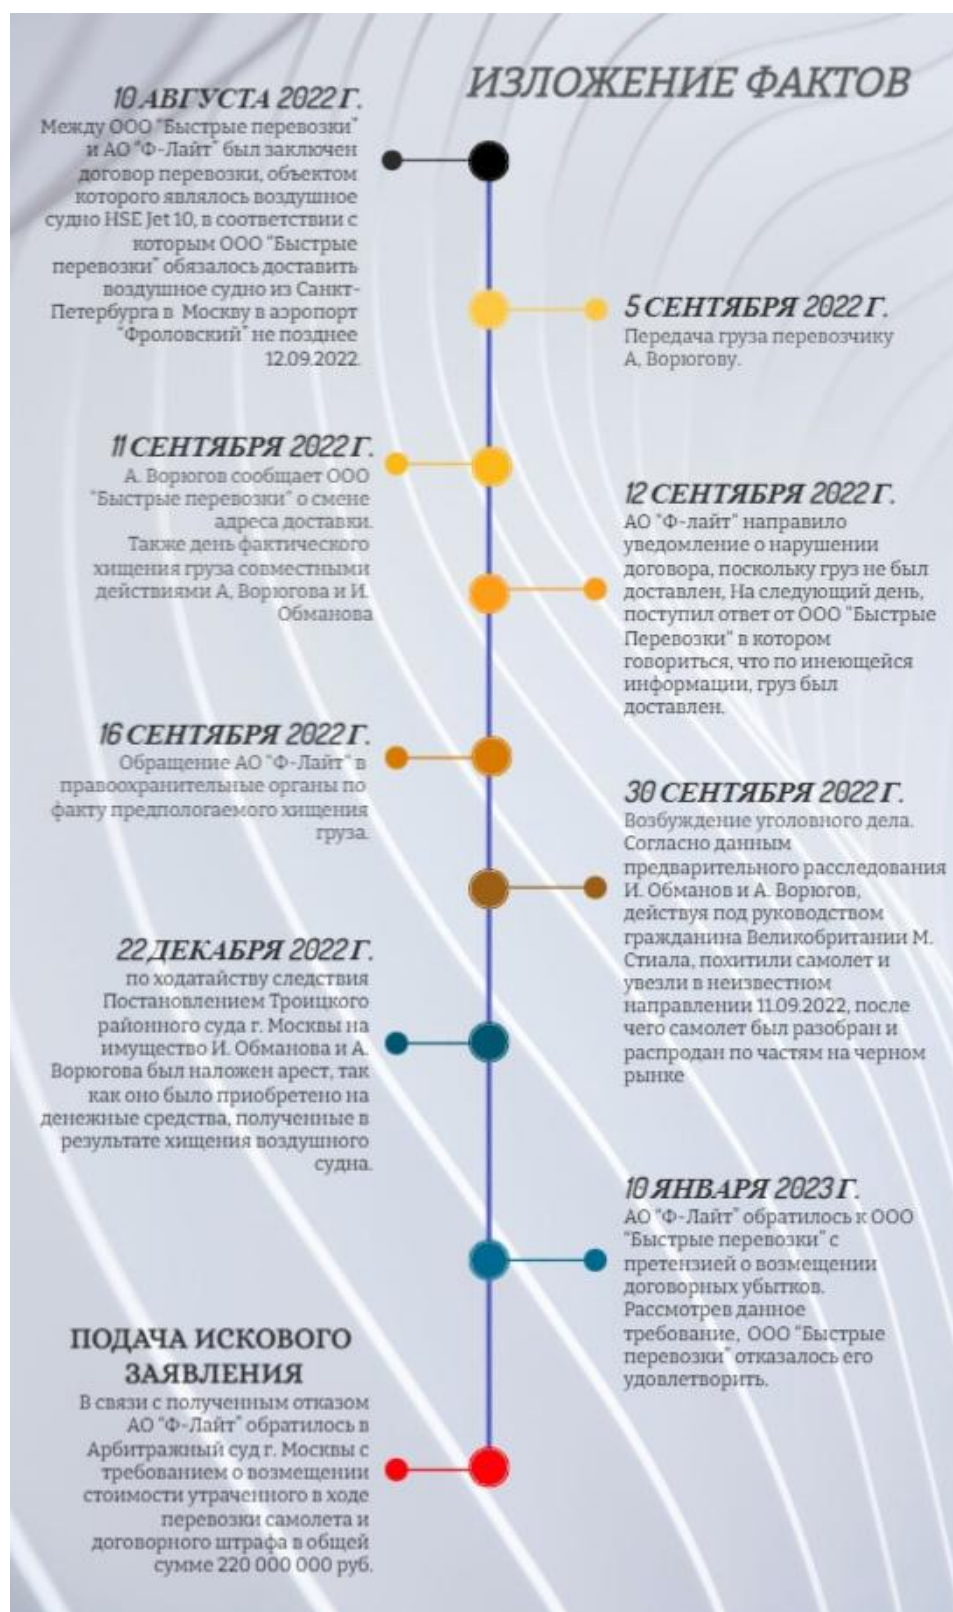 ИЗЛОЖЕНИЕ ФАКТОВ
10 АВГУСТА 2022 Г.
Между ООО "Быстрые перевозки"
и АО "Ф-Лайт" был заключен
договор перевозки, объектом
которого являлось воздушное
судно HSE Jet 10, в соответствии с
которым ООО "Быстрые
перевозки" обязалось доставить
воздушное судно из Санкт-
Петербурга в Москву в аэропорт
"Фроловский" не позднее
12.09.2022.
5 СЕНТЯБРЯ 2022 Г.
Передача груза перевозчику
А, Ворюгову.
11 СЕНТЯБРЯ 2022 Г.
А. Ворюгов сообщает ООО
"Быстрые перевозки" о смене
адреса доставки.
Также день фактического
хищения груза совместными
действиями А, Ворюгова и И.
Обманова
12 СЕНТЯБРЯ 2022 Г.
АО "Ф-лайт" направило
уведомление о нарушении
договора, поскольку груз не был
доставлен, На следующий день,
поступил ответ от ООО "Быстрые
Перевозки" в котором
говориться, что по инеющейся
информации, груз был
доставлен.
16 СЕНТЯБРЯ 2022 Г.
Обращение АО "Ф-Лайт" в
правоохранительные органы по
факту предпологаемого хищения
груза.
30 СЕНТЯБРЯ 2022 Г.
Возбуждение уголовного дела.
Согласно данным
предварительного расследования
И. Обманов и А. Ворюгов,
действуя под руководством
гражданина Великобритании М.
Стиала, похитили самолет и
увезли в неизвестном
направлении 11.09.2022, после
чего самолет был разобран и
распродан по частям на черном
рынке
22 ДЕКАБРЯ 2022 Г.
по ходатайству следствия
Постановлением Троицкого
районного суда г. Москвы на
имущество И. Обманова и А.
Ворюгова был наложен арест, так
как оно было приобретено на
денежные средства, полученные в
результате хищения воздушного
судна.
10 ЯНВАРЯ 2023 Г.
АО "Ф-Лайт" обратилось к ООО
"Быстрые перевозки" с
претензией о возмещении
договорных убытков.
Рассмотрев данное
требование, ООО "Быстрые
перевозки" отказалось его
удовлетворить.
ПОДАЧА ИСКОВОГО
ЗАЯВЛЕНИЯ
В связи с полученным отказом
АО "Ф-Лайт" обратилось в
Арбитражный суд г. Москвы с
требованием о возмещении
стоимости утраченного в ходе
перевозки самолета и
договорного штрафа в общей
сумме 220 000 000 руб.